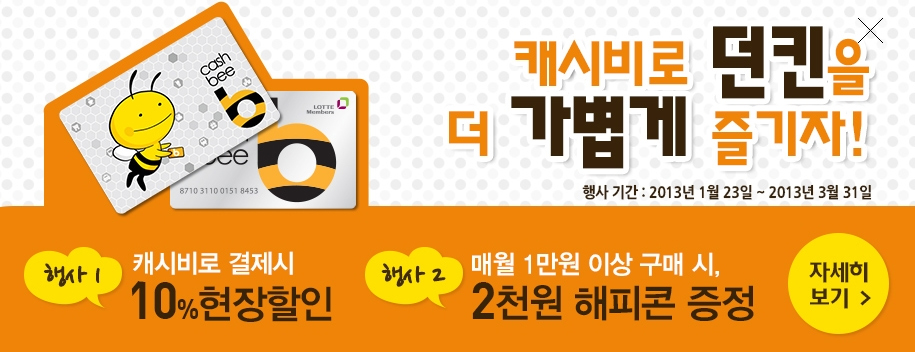 캐시비로 던킨을
더 가볍게 즐기자!
행사 기간 : 2013년 1월 23일 ~ 2013년 3월 31일
cash
bee
b
LOTTE
Members
bee
8710 3110 0151 8453
행사 1
캐시비로 결제시
10%현장할인
행사 2
매월 1만원 이상 구매 시,
2천원 해피콘 증정
자세히
보기 >